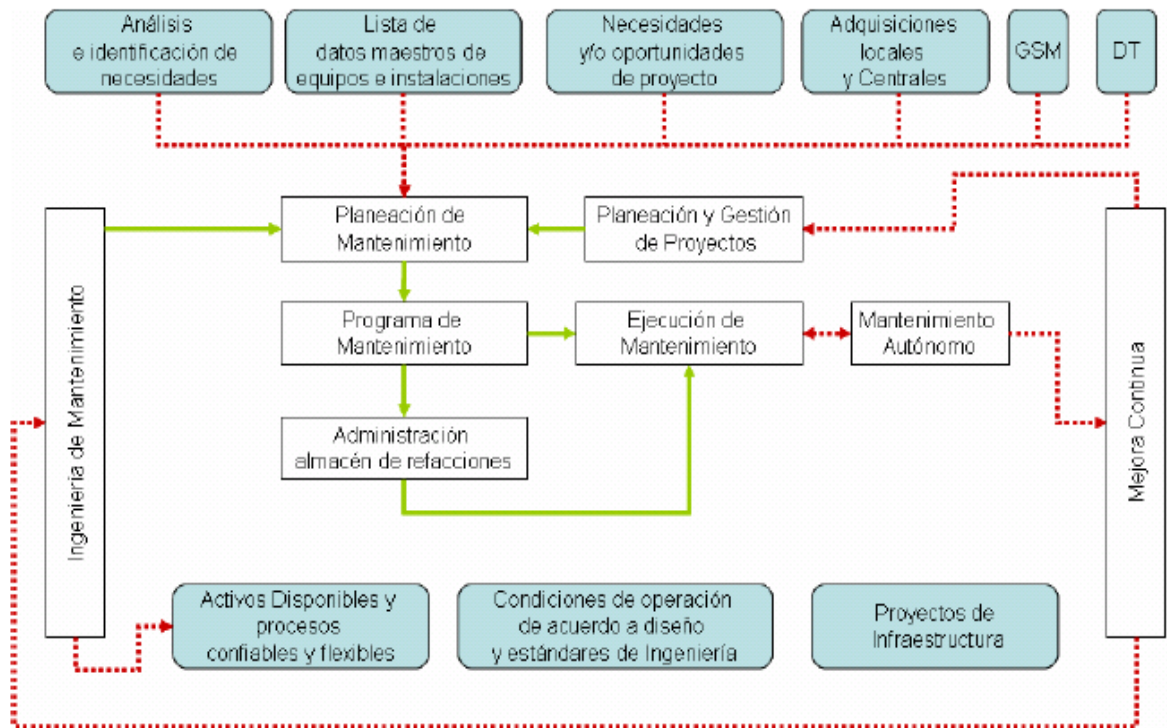 Análisis
e identificación de
necesidades
Lista de
datos maestros de
equipos e instalaciones
Necesidades
y/o oportunidades
de proyecto
Adquisiciones
locales
y Centrales
GSM
DT
Planeación de
Mantenimiento
Planeación y Gestión
de Proyectos
Programa de
Mantenimiento
Ejecución de
Mantenimiento
Mantenimiento
Autónomo
Administración
almacén de refacciones
Ingeniería de Mantenimiento
Mejora Continua
Activos Disponibles y
procesos
confiables y flexibles
Condiciones de operación
de acuerdo a diseño
y estándares de Ingeniería
Proyectos de
Infraestructura